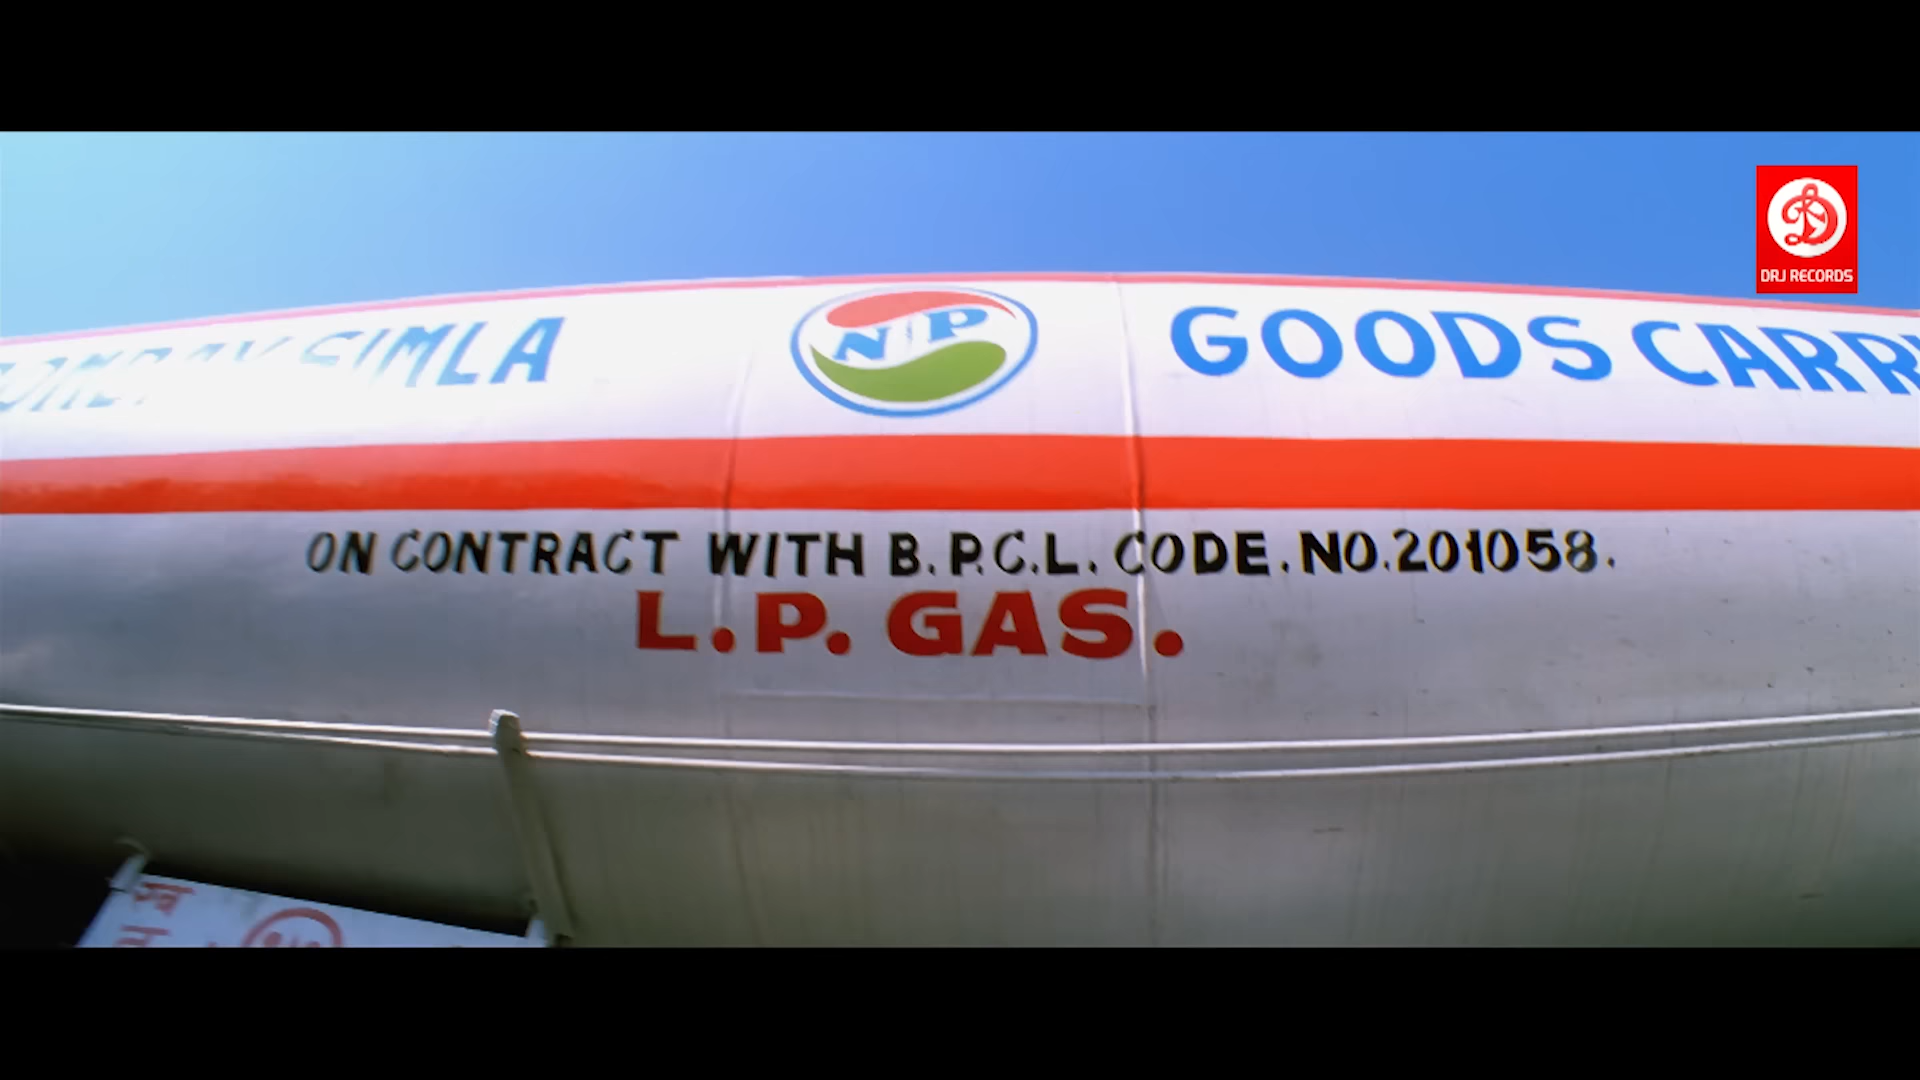 DRJ RECORDS
SIMLA
NP
GOODS
ON CONTRACT WITH B.P.C.L. CODE.NO.201058.
L.P. GAS.